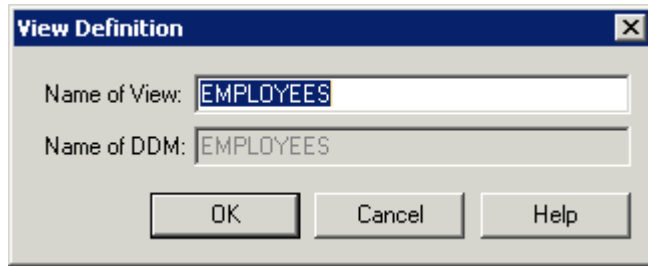 View Definition
Name of View: EMPLOYEES
Name of DDM: EMPLOYEES
OK Cancel Help